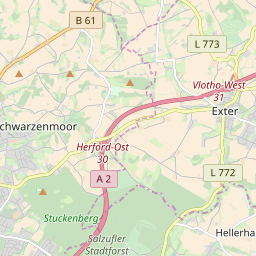 B 61
L 773
Vlotho-West
31
Exter
chwarzenmoor
Herford-Ost
30
A 2
L 772
Stuckenberg
Salzufler
Stadtforst
Hellerha